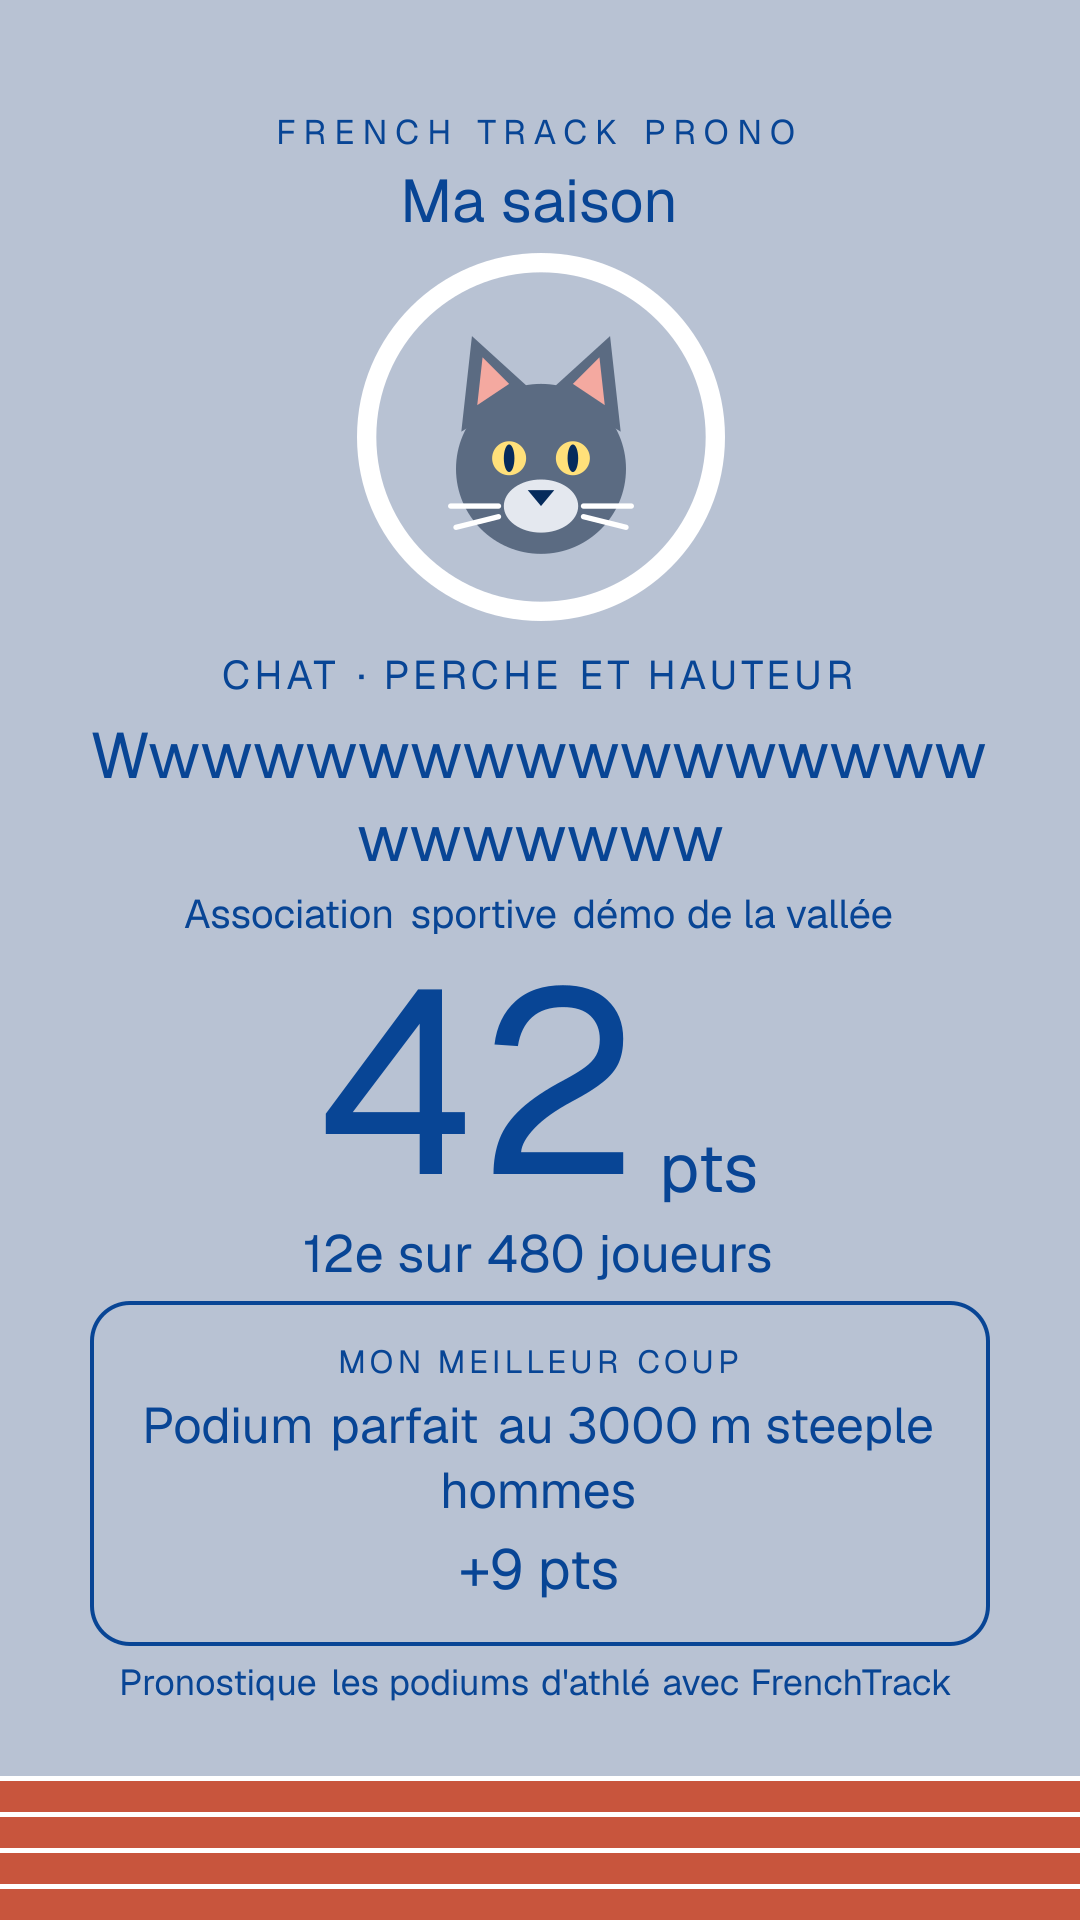 FRENCH TRACK PRONO
Ma saison
CHAT · PERCHE ET HAUTEUR
Wwwwwwwwwwwwwwwww
wwwwwww
Association sportive démo de la vallée
42 pts
12e sur 480 joueurs
MON MEILLEUR COUP
Podium parfait au 3000 m steeple
hommes
+9 pts
Pronostique les podiums d'athlé avec FrenchTrack